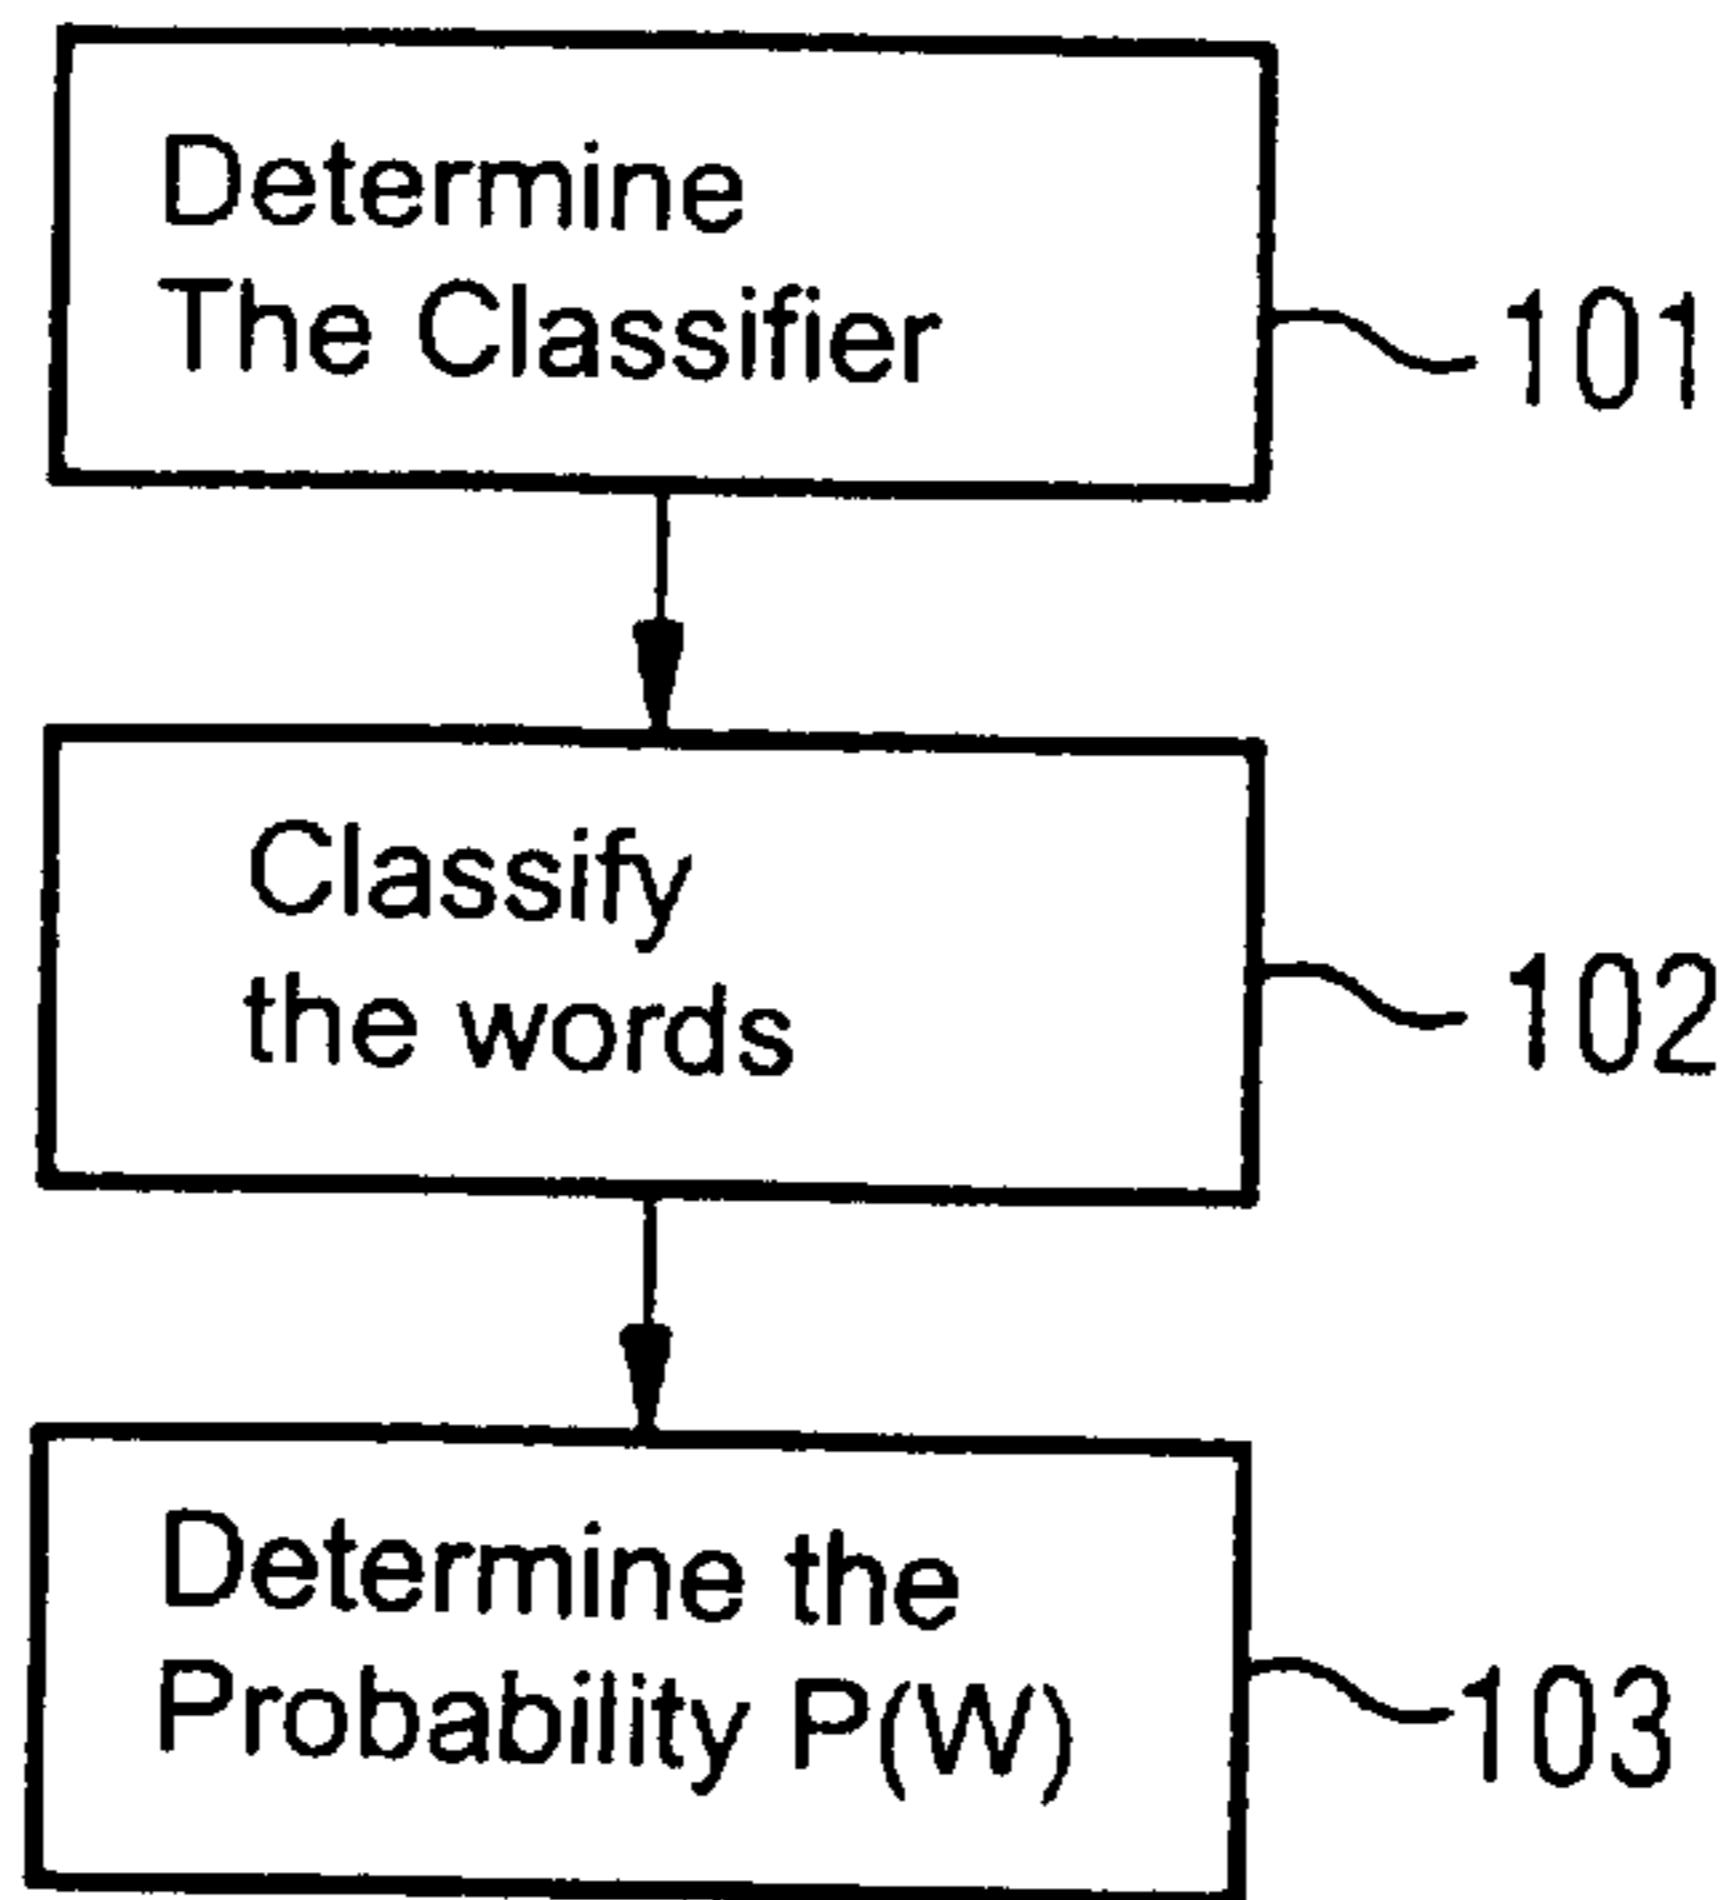 Determine
The Classifier
101
Classify
the words
102
Determine the
Probability P(W)
103